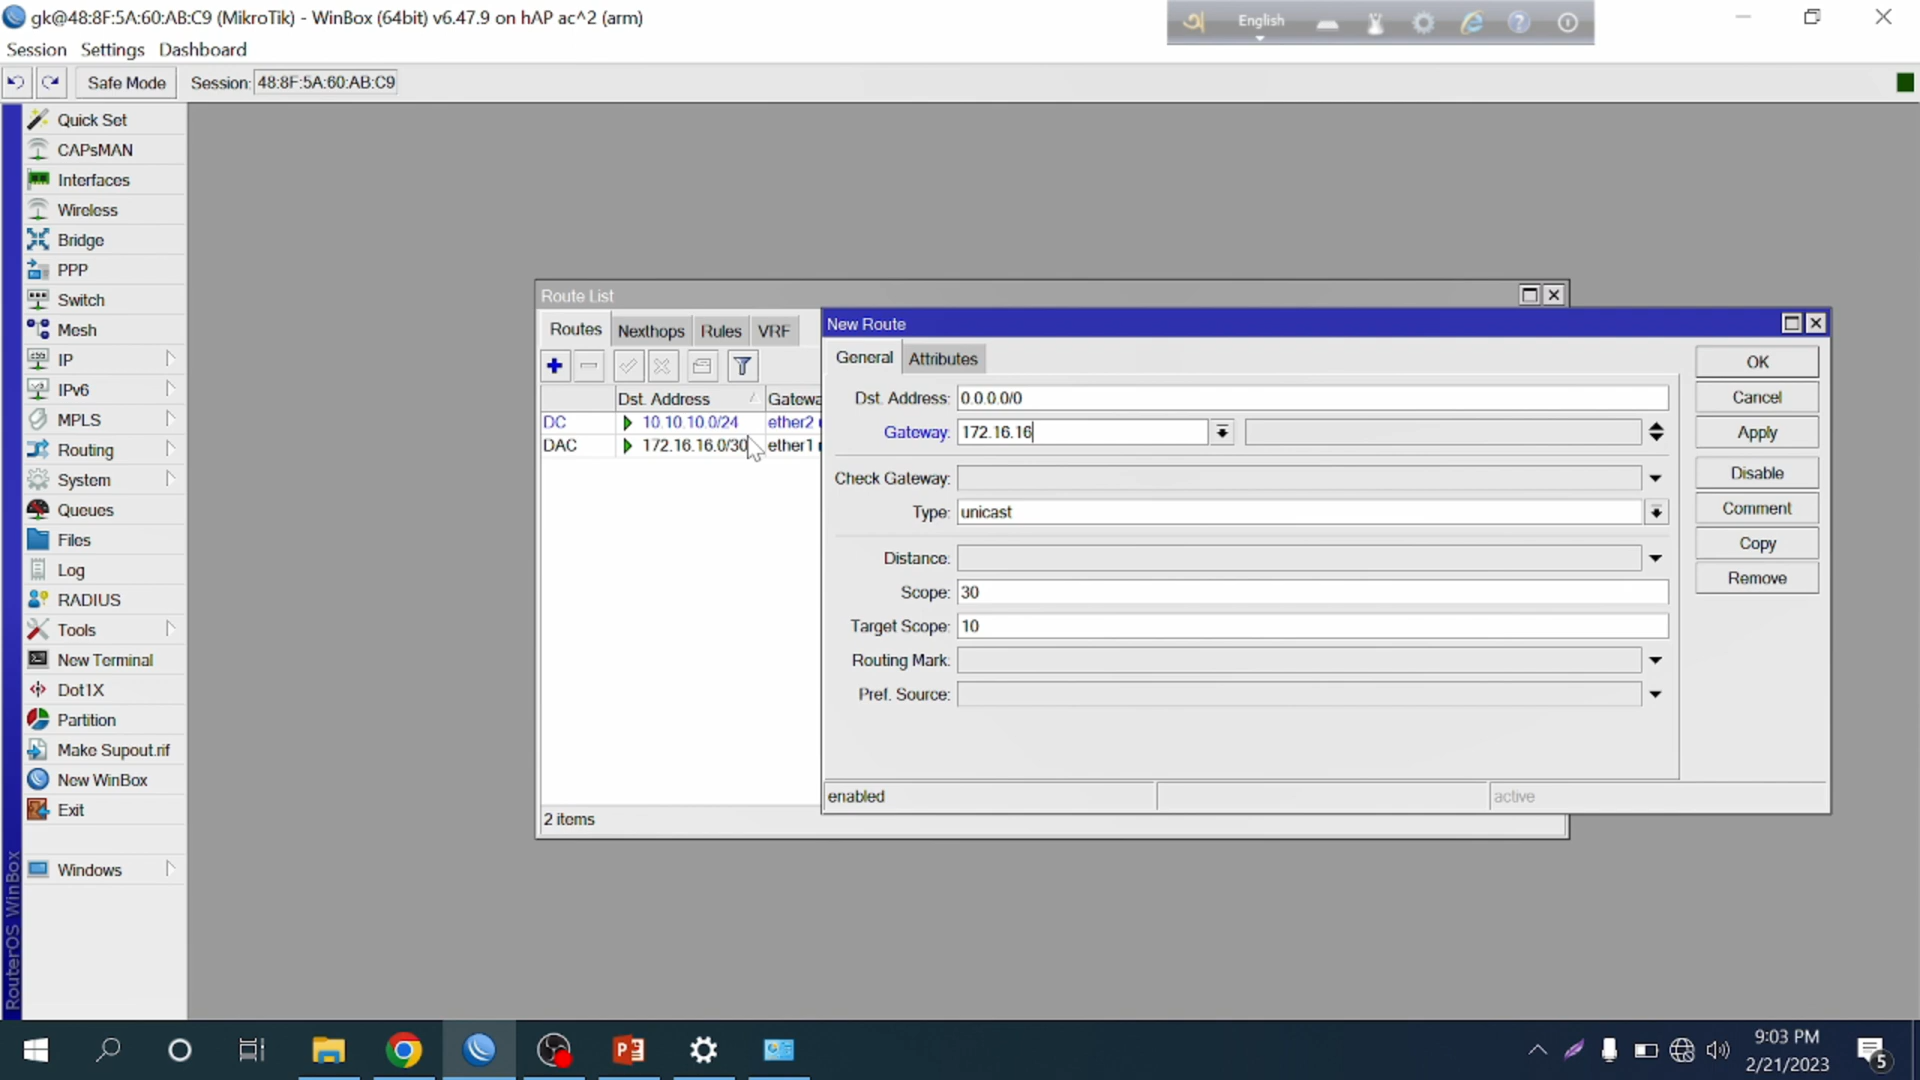 gk@48:8F:5A:60:AB:C9 (MikroTik) - WinBox (64bit) v6.47.9 on hAP ac^2 (arm)
অ English
Session Settings Dashboard
Safe Mode Session: 48:8F:5A:60:AB:C9
Quick Set
CAPsMAN
Interfaces
Wireless
Bridge
PPP
Switch
Mesh
IP
IPv6
MPLS
Routing
System
Queues
Files
Log
RADIUS
Tools
New Terminal
Dot1X
Partition
Make Supout.rif
New WinBox
Exit
Windows
RouterOS WinBox
Route List
Routes Nexthops Rules VRF
Dst. Address Gatewa
DC 10.10.10.0/24 ether2
DAC 172.16.16.0/30 ether1
2 items
New Route
General Attributes
Dst. Address: 0.0.0.0/0
Gateway: 172.16.16
Check Gateway:
Type: unicast
Distance:
Scope: 30
Target Scope: 10
Routing Mark:
Pref. Source:
OK
Cancel
Apply
Disable
Comment
Copy
Remove
enabled
active
9:03 PM
2/21/2023
5